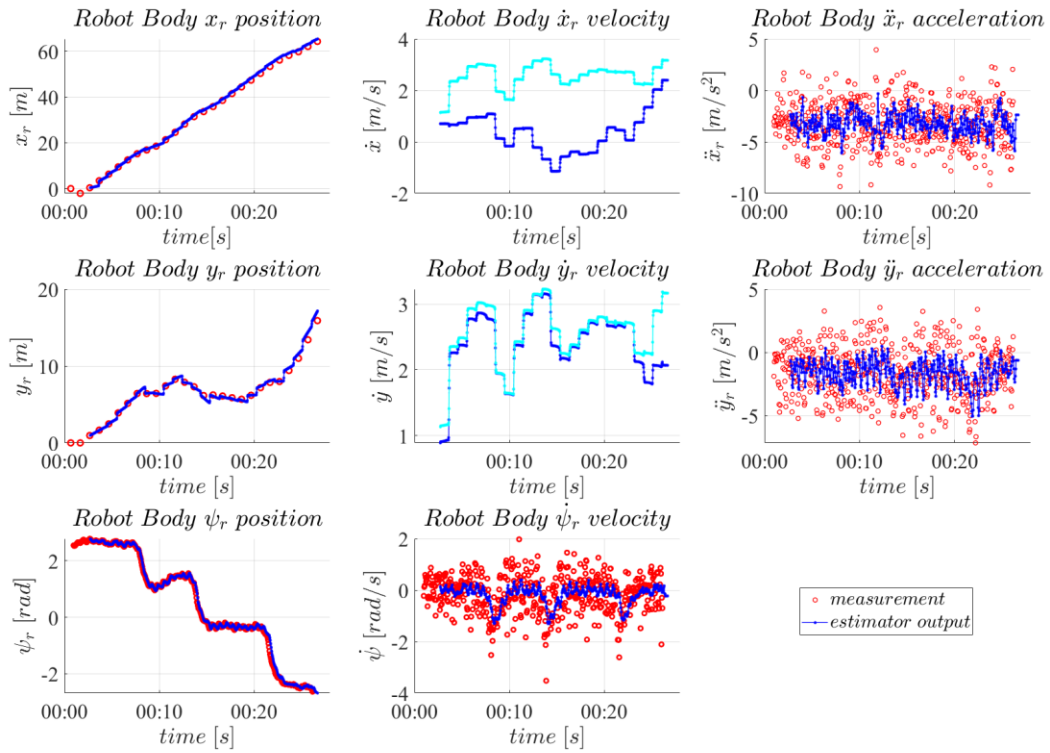 Robot Body x_r position
Robot Body ẋ_r velocity
Robot Body ẍ_r acceleration
x_r [m]
60
40
20
0
00:00
00:10
00:20
time[s]
ẋ [m/s]
4
2
0
-2
00:10
00:20
time[s]
ẍ_r [m/s²]
0
-5
-10
00:00
00:10
00:20
time[s]
Robot Body y_r position
Robot Body ẏ_r velocity
Robot Body ÿ_r acceleration
y_r [m]
20
10
0
00:00
00:10
00:20
time [s]
ẏ [m/s]
3
2
1
00:10
00:20
time [s]
ÿ_r [m/s²]
0
-5
00:00
00:10
00:20
time [s]
Robot Body ψ_r position
Robot Body ψ̇_r velocity
ψ_r [rad]
2
0
-2
00:00
00:10
00:20
time [s]
ψ̇ [rad/s]
2
0
-2
-4
00:00
00:10
00:20
time [s]
measurement
estimator output